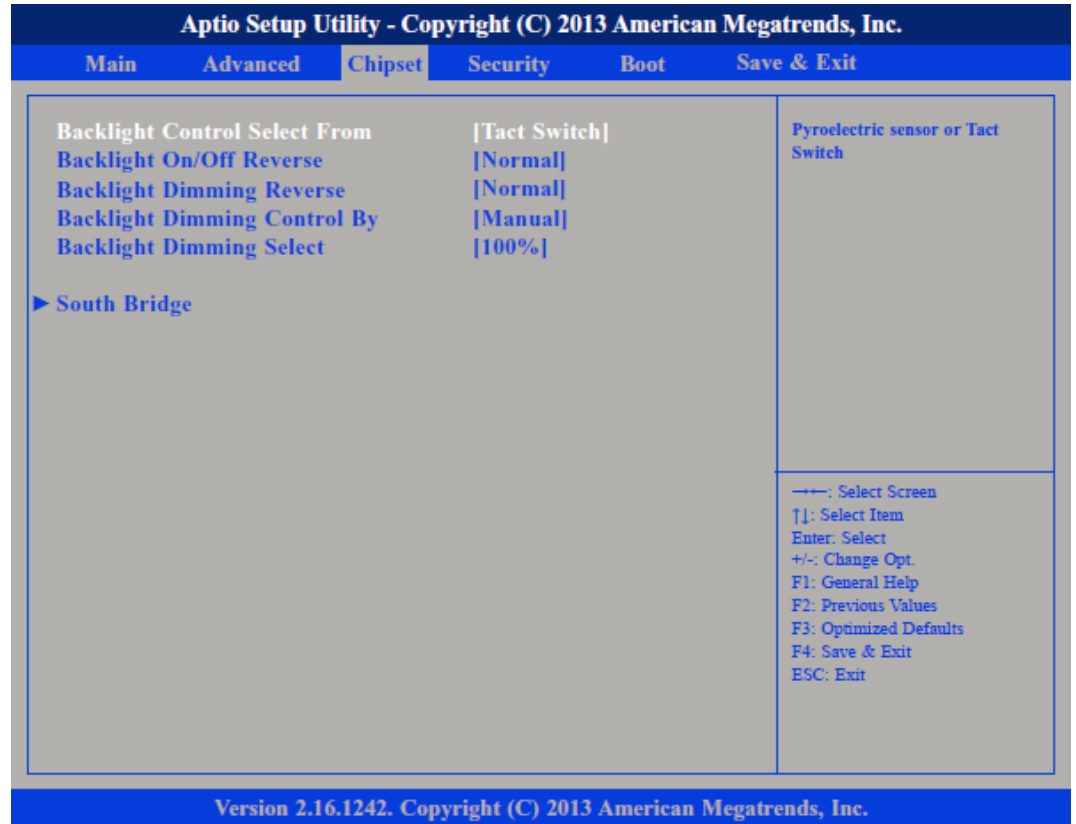 Aptio Setup Utility - Copyright (C) 2013 American Megatrends, Inc.
Main Advanced Chipset Security Boot Save & Exit
Backlight Control Select From [Tact Switch]
Backlight On/Off Reverse [Normal]
Backlight Dimming Reverse [Normal]
Backlight Dimming Control By [Manual]
Backlight Dimming Select [100%]
► South Bridge
Pyroelectric sensor or Tact
Switch
→←: Select Screen
↑↓: Select Item
Enter: Select
+/-: Change Opt.
F1: General Help
F2: Previous Values
F3: Optimized Defaults
F4: Save & Exit
ESC: Exit
Version 2.16.1242. Copyright (C) 2013 American Megatrends, Inc.